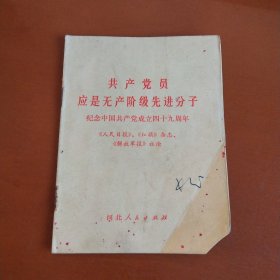 共产党员
应是无产阶级先进分子
纪念中国共产党成立四十九周年
《人民日报》、《红旗》杂志、
《解放军报》社论
湖北人民出版社